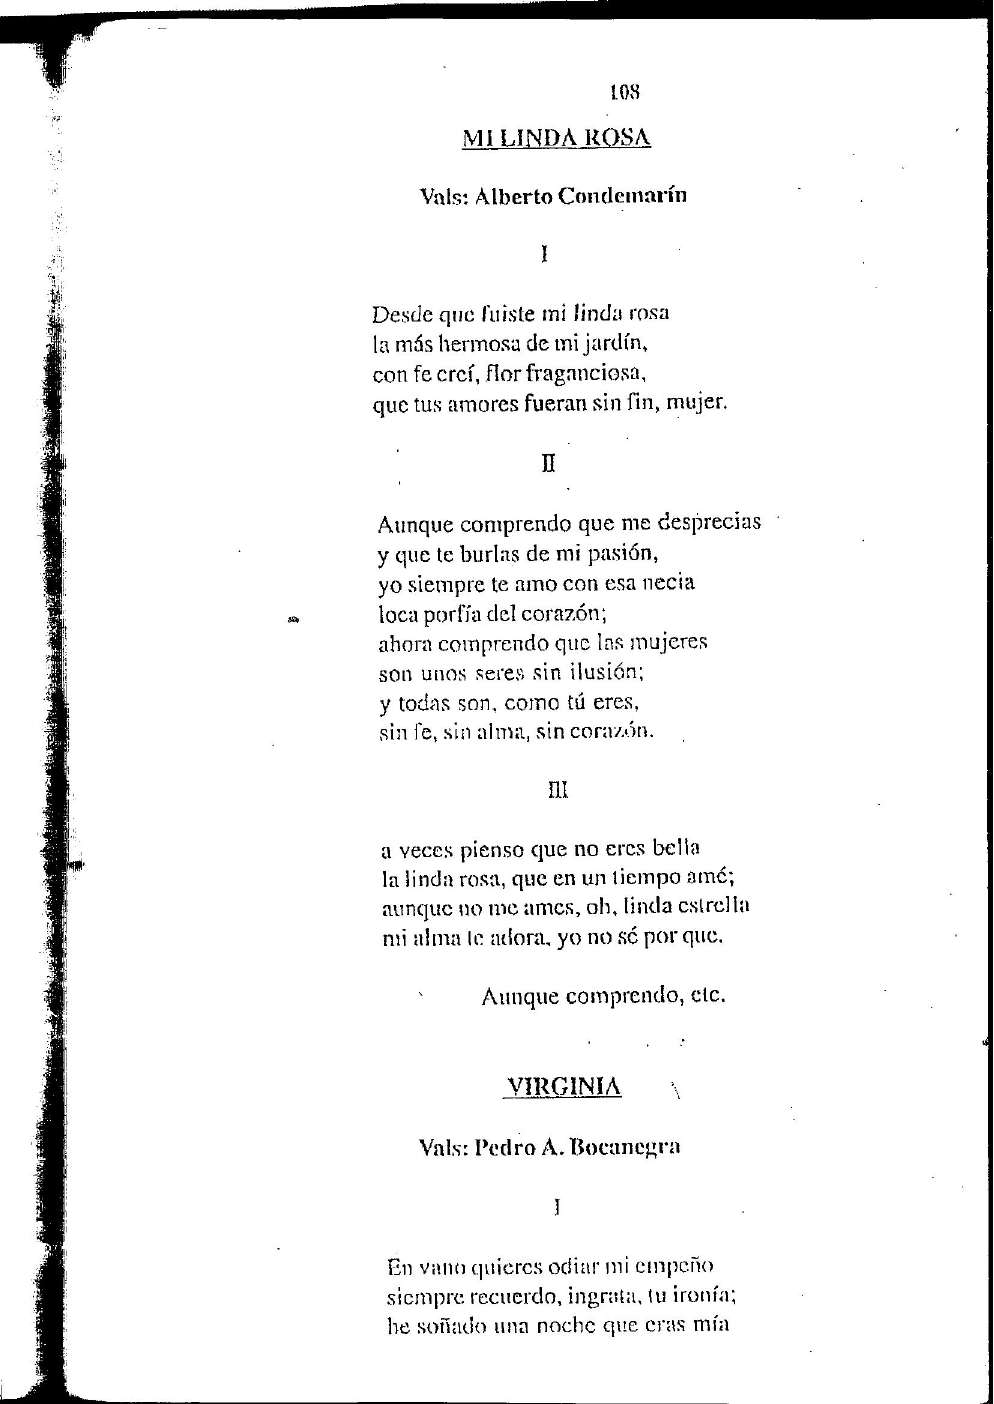 108
MI LINDA ROSA
Vals: Alberto Condemarín
I
Desde que fuiste mi linda rosa
la más hermosa de mi jardín,
con fe creí, flor fraganciosa,
que tus amores fueran sin fin, mujer.
II
Aunque comprendo que me desprecias
y que te burlas de mi pasión,
yo siempre te amo con esa necia
loca porfía del corazón;
ahora comprendo que las mujeres
son unos seres sin ilusión;
y todas son, como tú eres,
sin fe, sin alma, sin corazón.
III
a veces pienso que no eres bella
la linda rosa, que en un tiempo amé;
aunque no me ames, oh, linda estrella
mi alma te adora, yo no sé por que.
Aunque comprendo, etc.
VIRGINIA
Vals: Pedro A. Bocanegra
I
En vano quieres odiar mi empeño
siempre recuerdo, ingrata, tu ironía;
he soñado una noche que eras mía